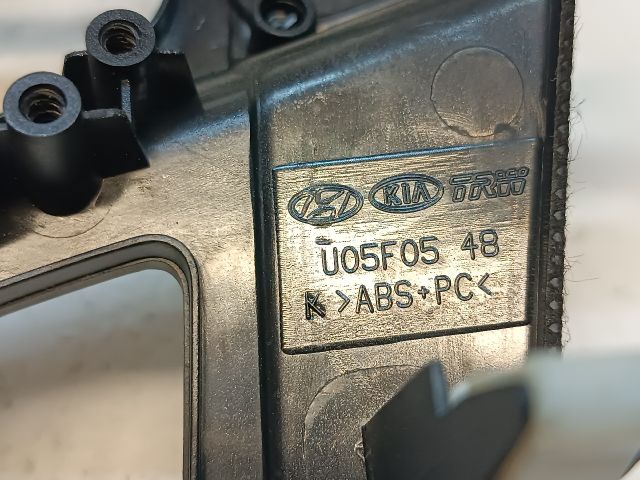 KIA TRW
U05F05 48
K >ABS+PC<